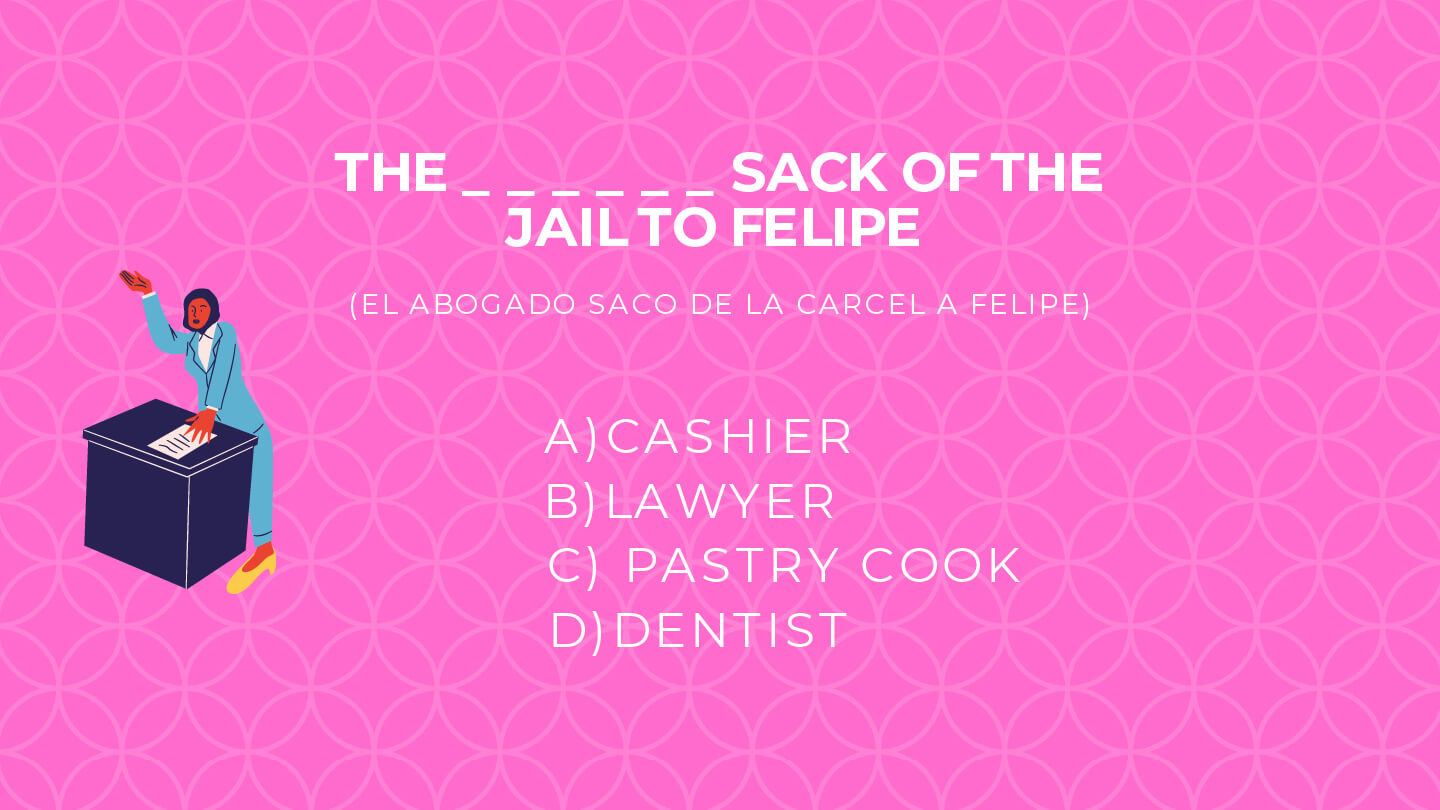 THE _ _ _ _ _ _ SACK OF THE
JAIL TO FELIPE
(EL ABOGADO SACO DE LA CARCEL A FELIPE)
A)CASHIER
B)LAWYER
C) PASTRY COOK
D)DENTIST